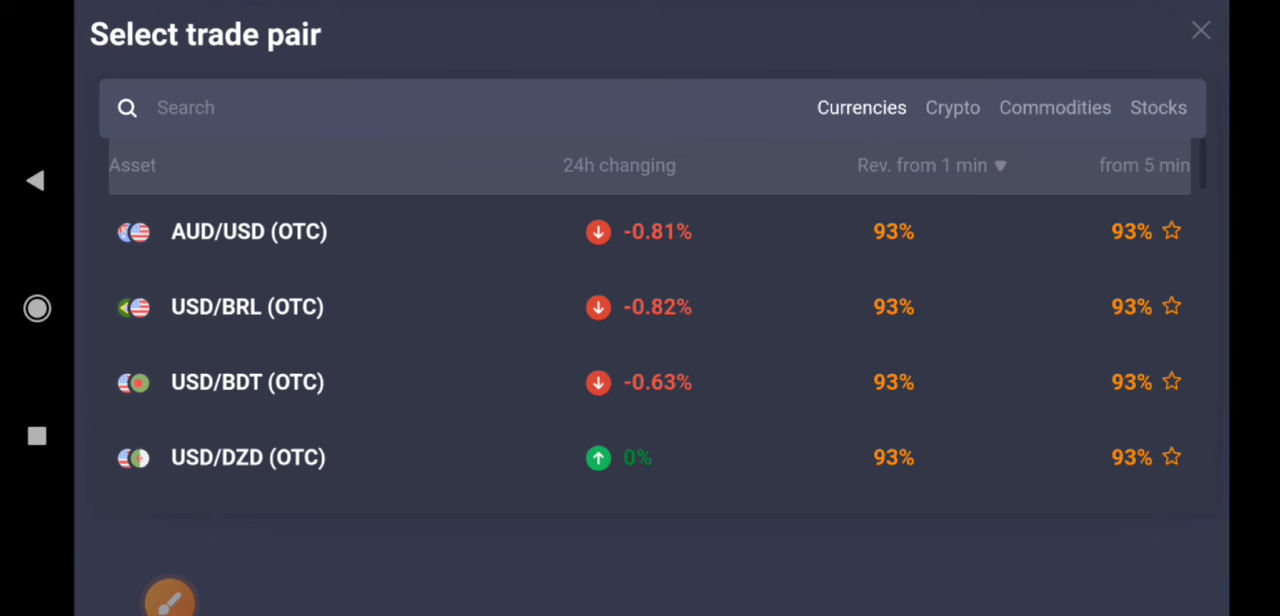 Select trade pair
Search Currencies Crypto Commodities Stocks
Asset 24h changing Rev. from 1 min from 5 min
AUD/USD (OTC) -0.81% 93% 93%
USD/BRL (OTC) -0.82% 93% 93%
USD/BDT (OTC) -0.63% 93% 93%
USD/DZD (OTC) 0% 93% 93%